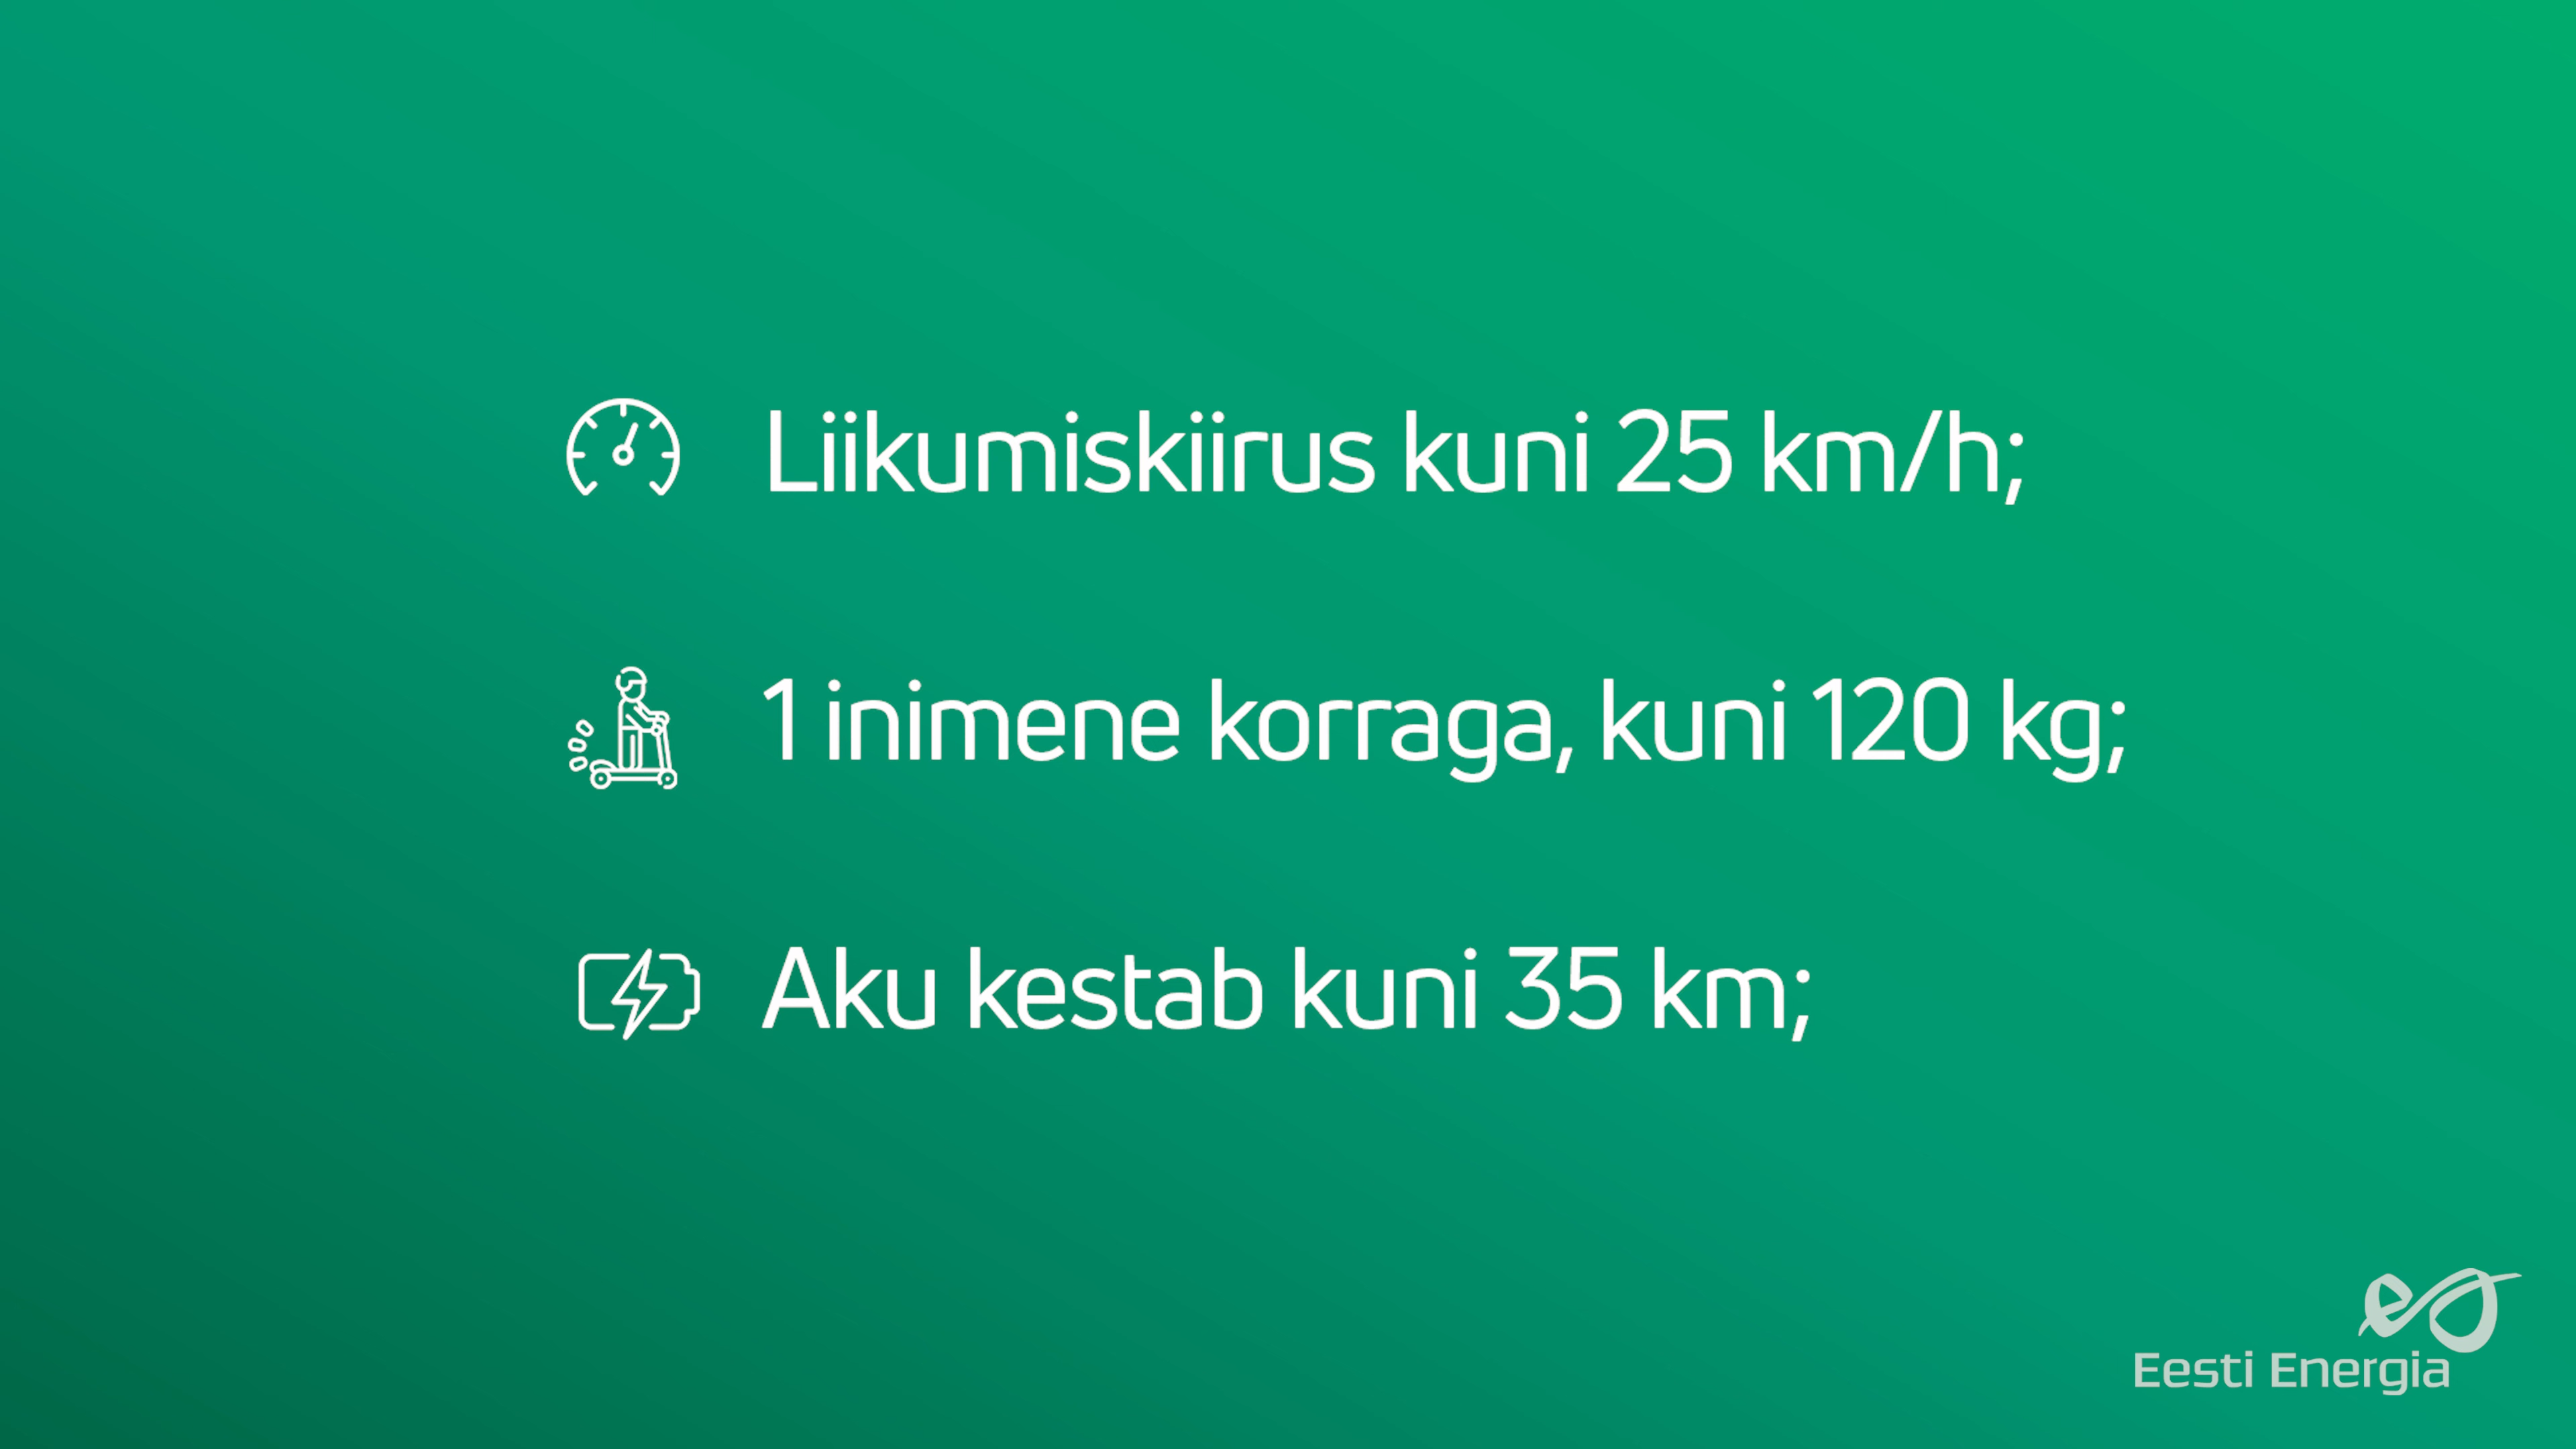 Liikumiskiirus kuni 25 km/h;
1 inimene korraga, kuni 120 kg;
Aku kestab kuni 35 km;
Eesti Energia